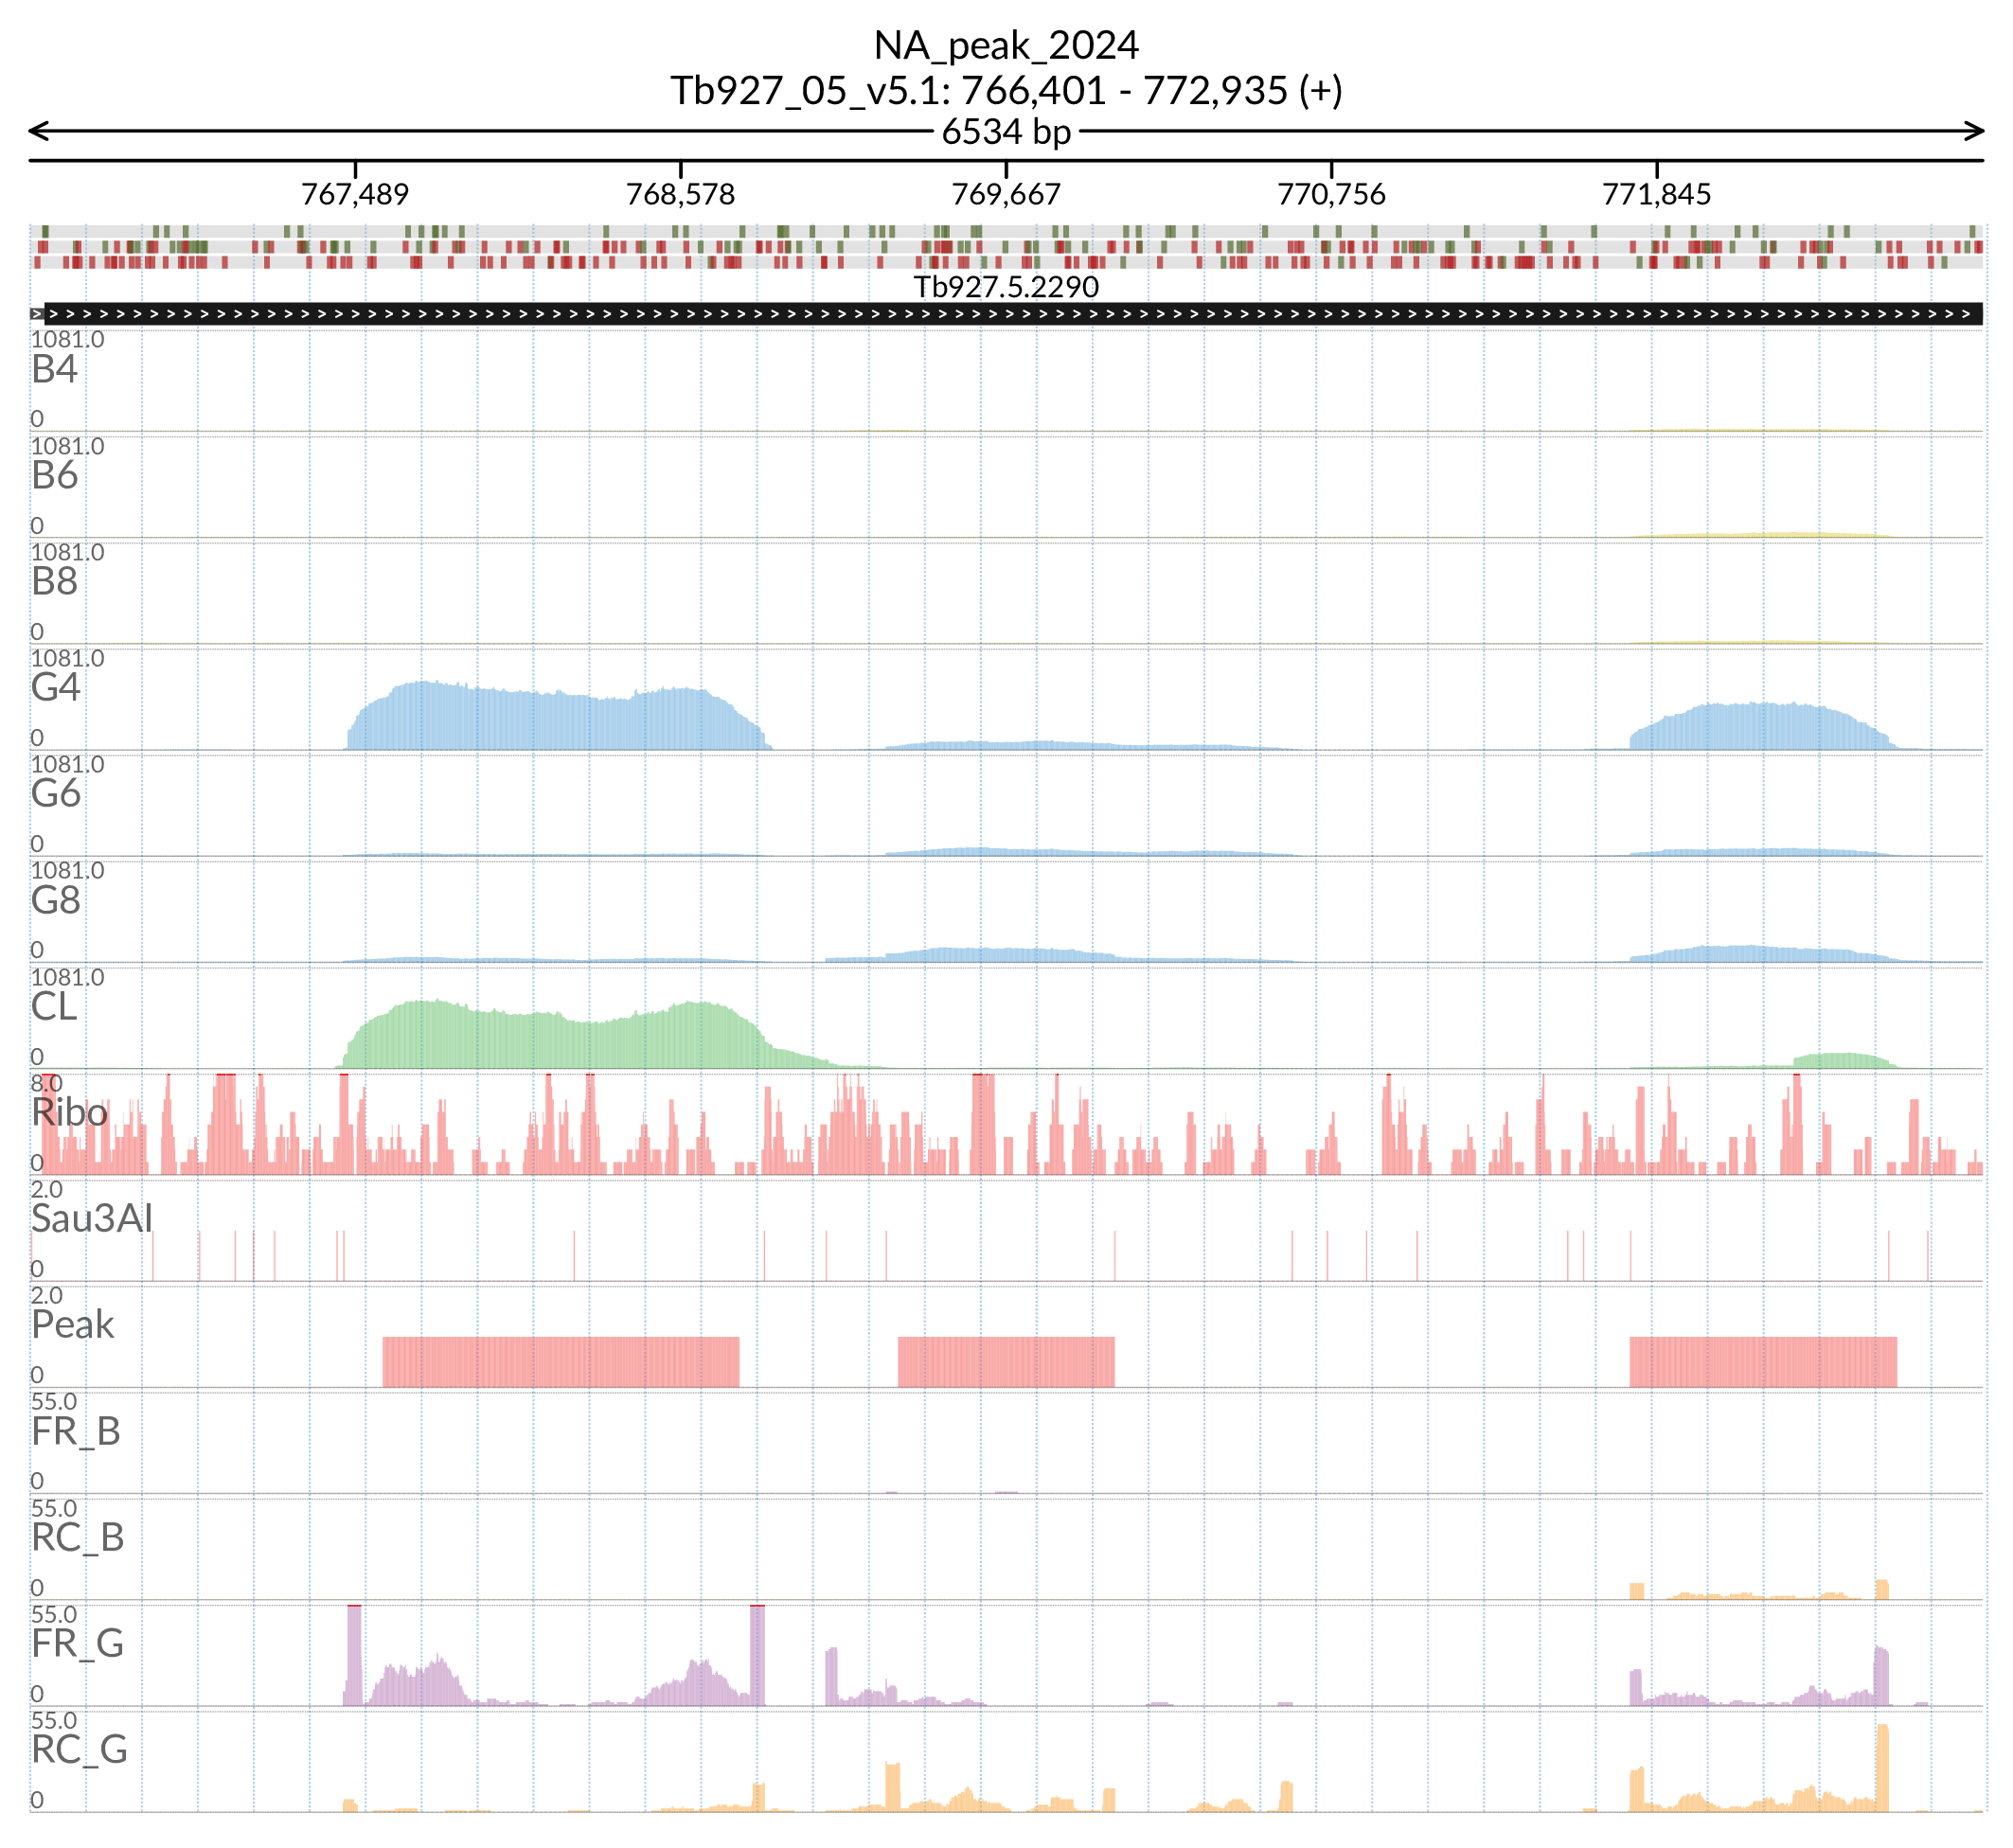 NA_peak_2024
Tb927_05_v5.1: 766,401 - 772,935 (+)
6534 bp
767,489 768,578 769,667 770,756 771,845
Tb927.5.2290
1081.0
B4
0
1081.0
B6
0
1081.0
B8
0
1081.0
G4
0
1081.0
G6
0
1081.0
G8
0
1081.0
CL
0
8.0
Ribo
0
2.0
Sau3AI
0
2.0
Peak
0
55.0
FR_B
0
55.0
RC_B
0
55.0
FR_G
0
55.0
RC_G
0